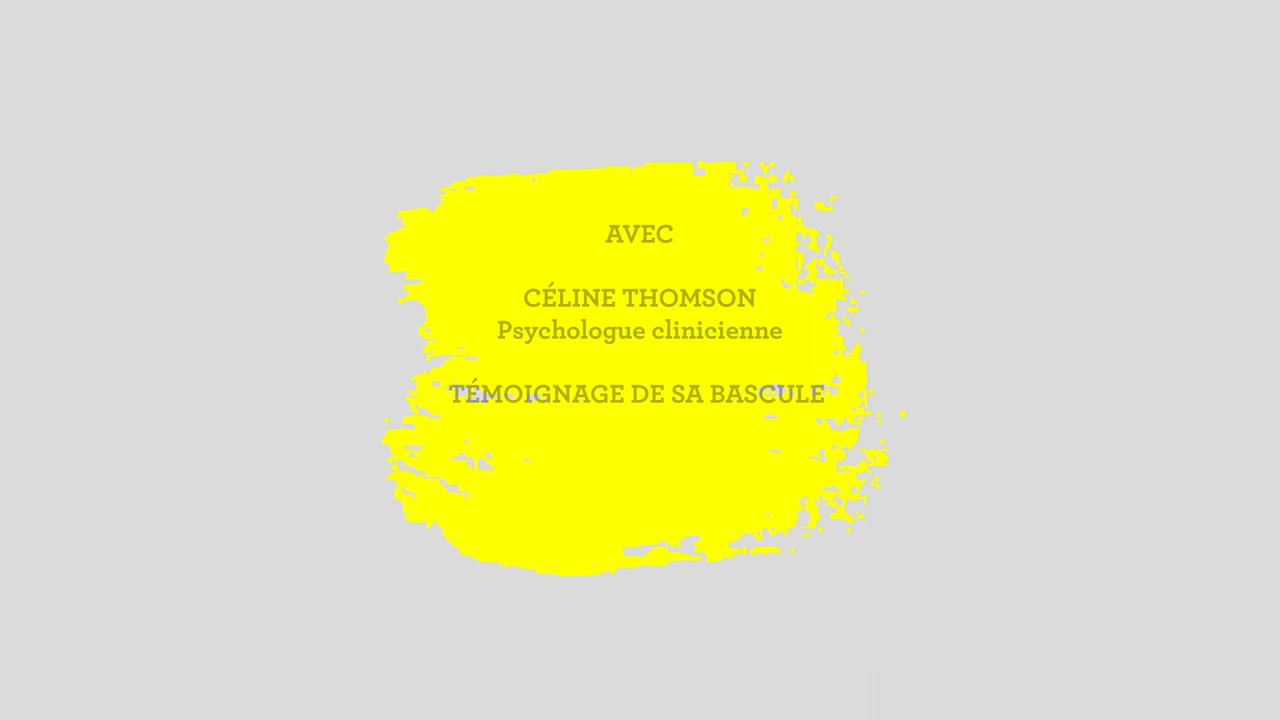 AVEC
CÉLINE THOMSON
Psychologue clinicienne
TÉMOIGNAGE DE SA BASCULE